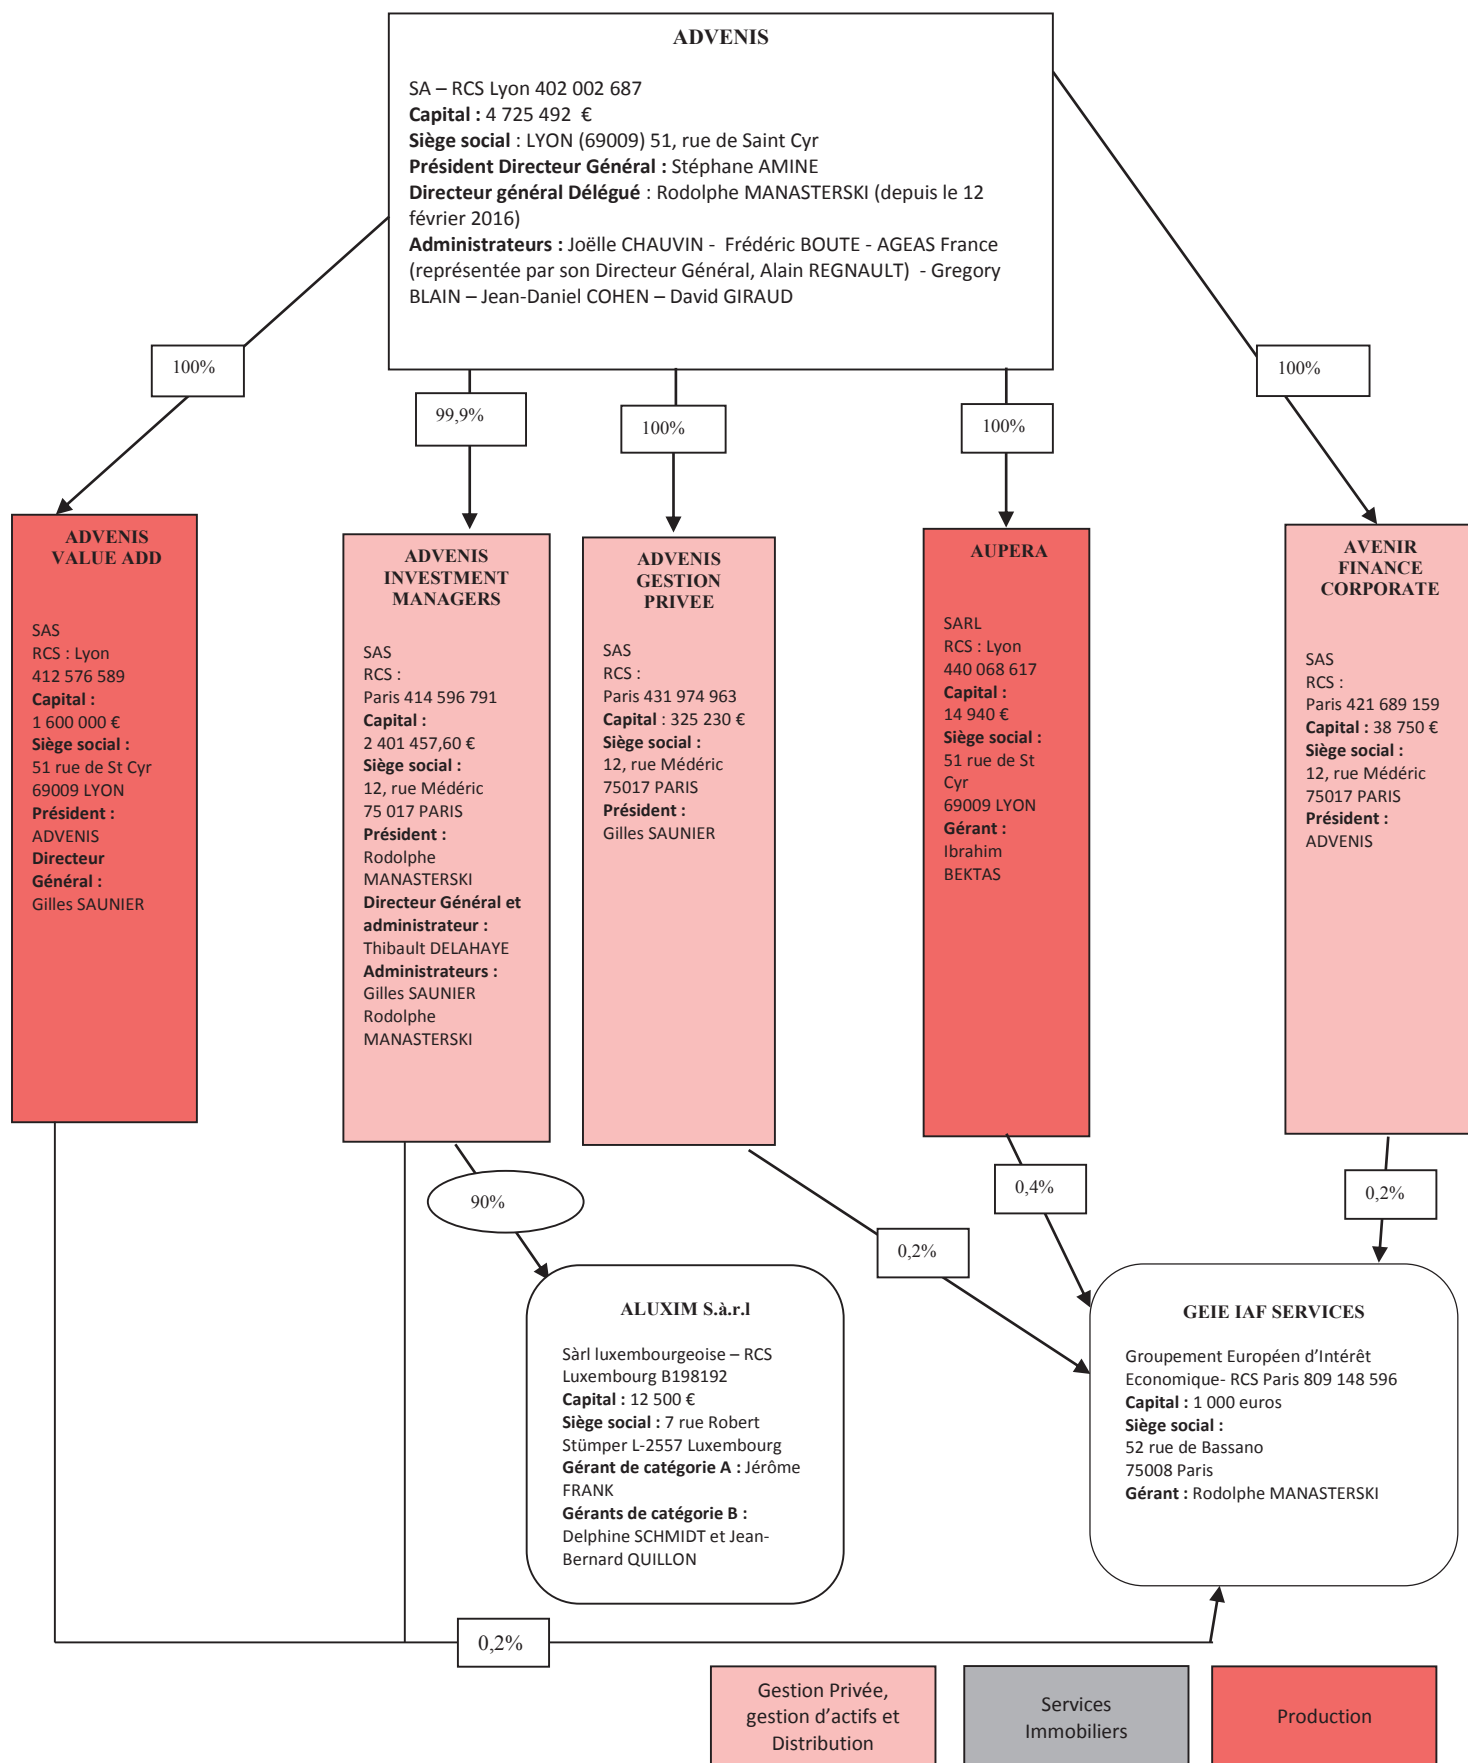 ADVENIS
SA – RCS Lyon 402 002 687
Capital : 4 725 492 €
Siège social : LYON (69009) 51, rue de Saint Cyr
Président Directeur Général : Stéphane AMINE
Directeur général Délégué : Rodolphe MANASTERSKI (depuis le 12
février 2016)
Administrateurs : Joëlle CHAUVIN - Frédéric BOUTE - AGEAS France
(représentée par son Directeur Général, Alain REGNAULT) - Gregory
BLAIN – Jean-Daniel COHEN – David GIRAUD
100%
99,9%
100%
100%
100%
ADVENIS
VALUE ADD
SAS
RCS : Lyon
412 576 589
Capital :
1 600 000 €
Siège social :
51 rue de St Cyr
69009 LYON
Président :
ADVENIS
Directeur
Général :
Gilles SAUNIER
ADVENIS
INVESTMENT
MANAGERS
SAS
RCS :
Paris 414 596 791
Capital :
2 401 457,60 €
Siège social :
12, rue Médéric
75 017 PARIS
Président :
Rodolphe
MANASTERSKI
Directeur Général et
administrateur :
Thibault DELAHAYE
Administrateurs :
Gilles SAUNIER
Rodolphe
MANASTERSKI
ADVENIS
GESTION
PRIVEE
SAS
RCS :
Paris 431 974 963
Capital : 325 230 €
Siège social :
12, rue Médéric
75017 PARIS
Président :
Gilles SAUNIER
AUPERA
SARL
RCS : Lyon
440 068 617
Capital :
14 940 €
Siège social :
51 rue de St
Cyr
69009 LYON
Gérant :
Ibrahim
BEKTAS
AVENIR
FINANCE
CORPORATE
SAS
RCS :
Paris 421 689 159
Capital : 38 750 €
Siège social :
12, rue Médéric
75017 PARIS
Président :
ADVENIS
90%
0,2%
0,4%
0,2%
ALUXIM S.à.r.l
Sàrl luxembourgeoise – RCS
Luxembourg B198192
Capital : 12 500 €
Siège social : 7 rue Robert
Stümper L-2557 Luxembourg
Gérant de catégorie A : Jérôme
FRANK
Gérants de catégorie B :
Delphine SCHMIDT et Jean-
Bernard QUILLON
GEIE IAF SERVICES
Groupement Européen d’Intérêt
Economique- RCS Paris 809 148 596
Capital : 1 000 euros
Siège social :
52 rue de Bassano
75008 Paris
Gérant : Rodolphe MANASTERSKI
0,2%
Gestion Privée,
gestion d’actifs et
Distribution
Services
Immobiliers
Production